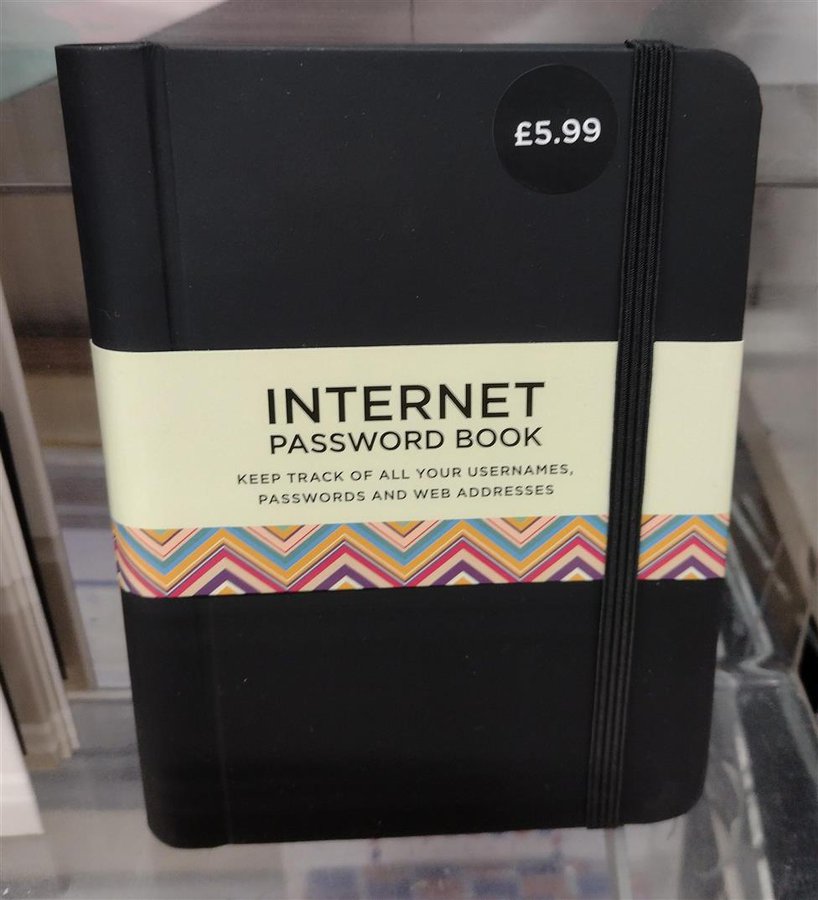 £5.99
INTERNET
PASSWORD BOOK
KEEP TRACK OF ALL YOUR USERNAMES,
PASSWORDS AND WEB ADDRESSES